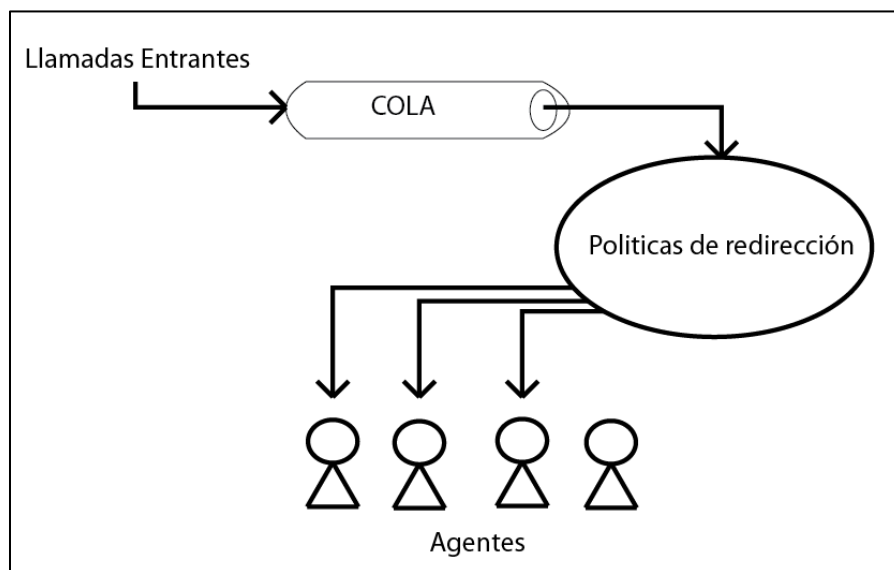 Llamadas Entrantes
COLA
Politicas de redirección
Agentes